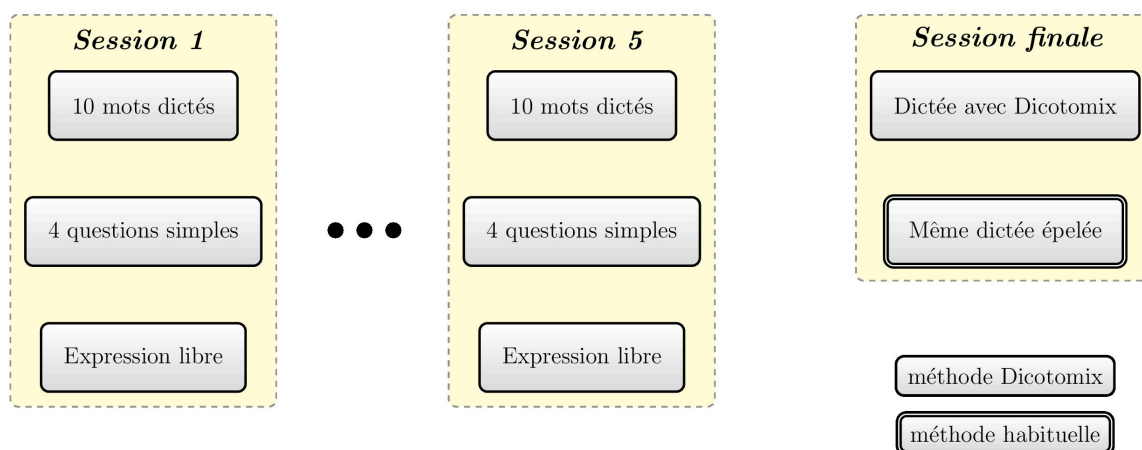 Session 1
10 mots dictés
4 questions simples
Expression libre
Session 5
10 mots dictés
4 questions simples
Expression libre
Session finale
Dictée avec Dicotomix
Même dictée épelée
méthode Dicotomix
méthode habituelle